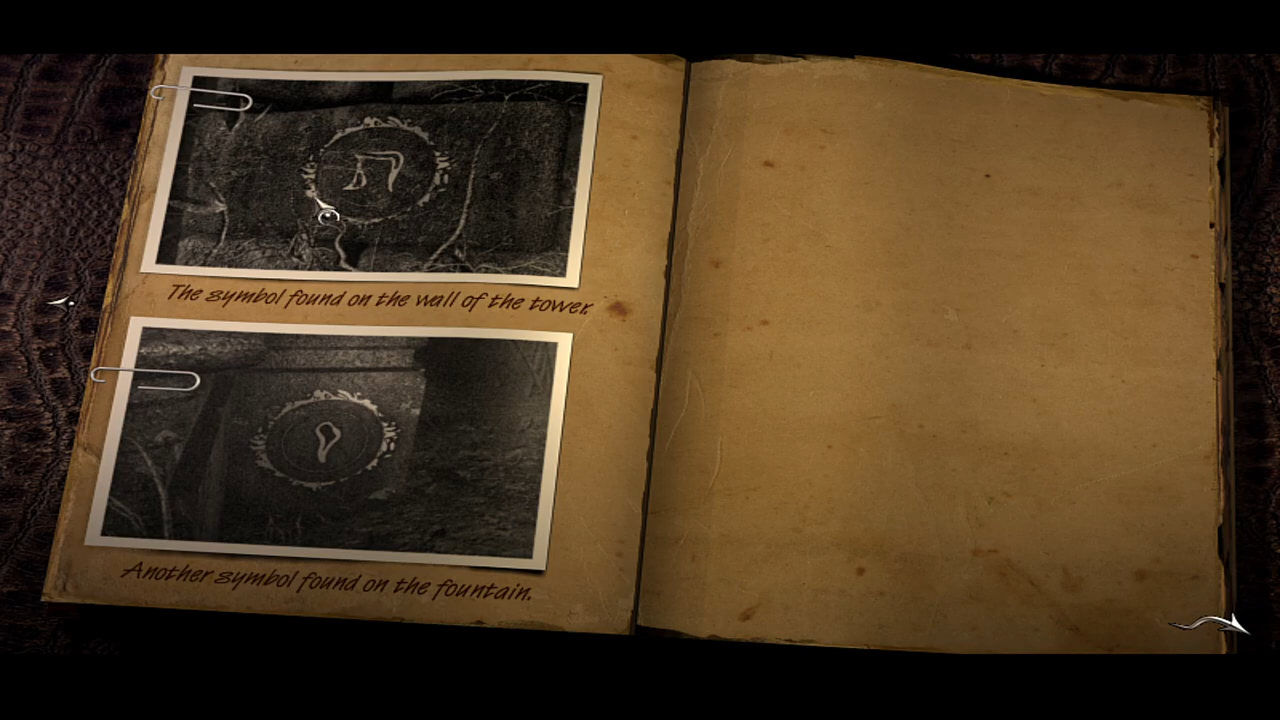 ת
The symbol found on the wall of the tower.
Another symbol found on the fountain.